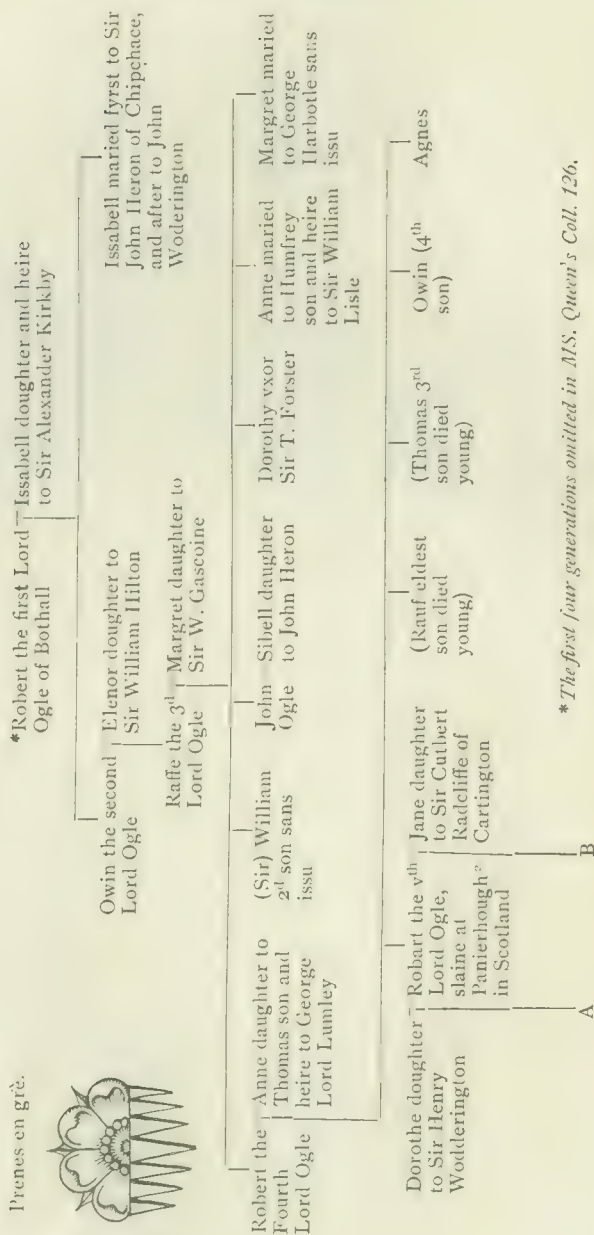 Prenes en grè.
*Robert the first Lord
Ogle of Bothall
Issabell doughter and heire
to Sir Alexander Kirkby
Owin the second
Lord Ogle
Elenor doughter to
Sir William Hilton
Issabell maried fyrst to Sir
John Heron of Chipchace,
and after to John
Woderington
Raffe the 3rd
Lord Ogle
Margret daughter to
Sir W. Gascoine
Robert the
Fourth
Lord Ogle
Anne daughter to
Thomas son and
heire to George
Lord Lumley
(Sir) William
2d son sans
issu
John
Ogle
Sibell daughter
to John Heron
Dorothy vxor
Sir T. Forster
Anne maried
to Humfrey
son and heire
to Sir William
Lisle
Margret maried
to George
Harbotle sans
issu
Dorothe doughter
to Sir Henry
Wodderington
Robart the vth
Lord Ogle,
slaine at
Panierhough
in Scotland
Jane daughter
to Sir Cutbert
Radcliffe of
Cartington
(Rauf eldest
son died
young)
(Thomas 3rd
son died
young)
Owin (4th
son)
Agnes
A
B
*The first four generations omitted in MS. Queen's Coll. 126.